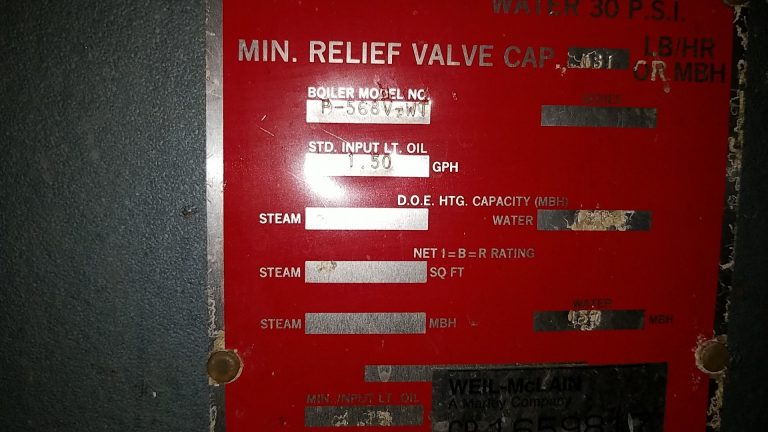 WATER 30 P.S.I.
MIN. RELIEF VALVE CAP. LB/HR
OR MBH
BOILER MODEL NO.
P-568V-WT SERIES
STD. INPUT LT. OIL
1.50 GPH
D.O.E. HTG. CAPACITY (MBH)
STEAM WATER
NET I=B=R RATING
STEAM SQ FT
WATER
STEAM MBH MBH
WEIL-McLAIN
A Marley Company
MIN./INPUT LT. OIL